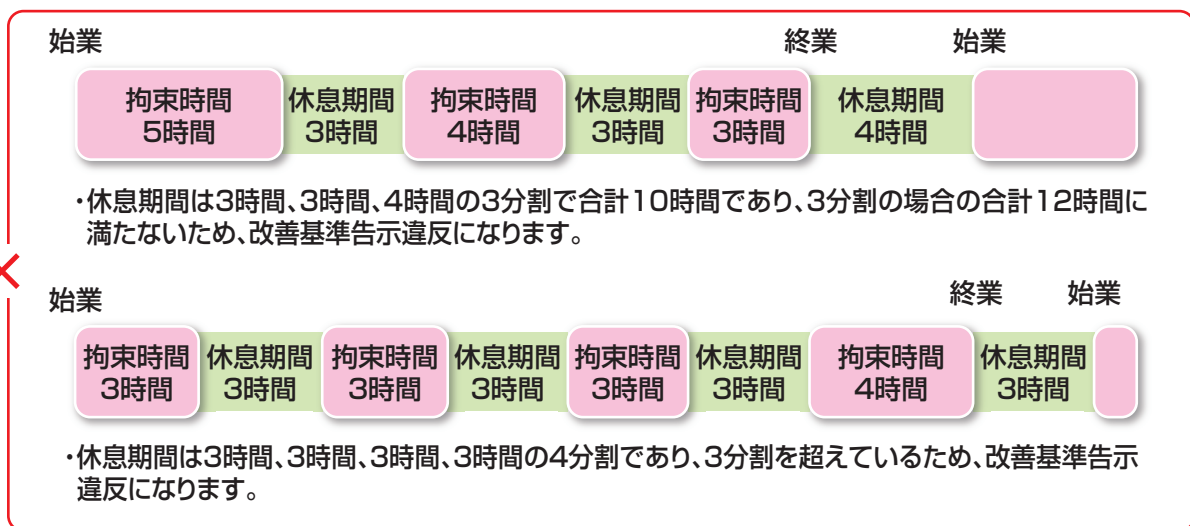 始業 終業 始業
拘束時間 休息期間 拘束時間 休息期間 拘束時間 休息期間
5時間 3時間 4時間 3時間 3時間 4時間
・休息期間は3時間、3時間、4時間の3分割で合計10時間であり、3分割の場合の合計12時間に
満たないため、改善基準告示違反になります。
始業 終業 始業
拘束時間 休息期間 拘束時間 休息期間 拘束時間 休息期間 拘束時間 休息期間
3時間 3時間 3時間 3時間 3時間 3時間 4時間 3時間
・休息期間は3時間、3時間、3時間、3時間の4分割であり、3分割を超えているため、改善基準告示
違反になります。